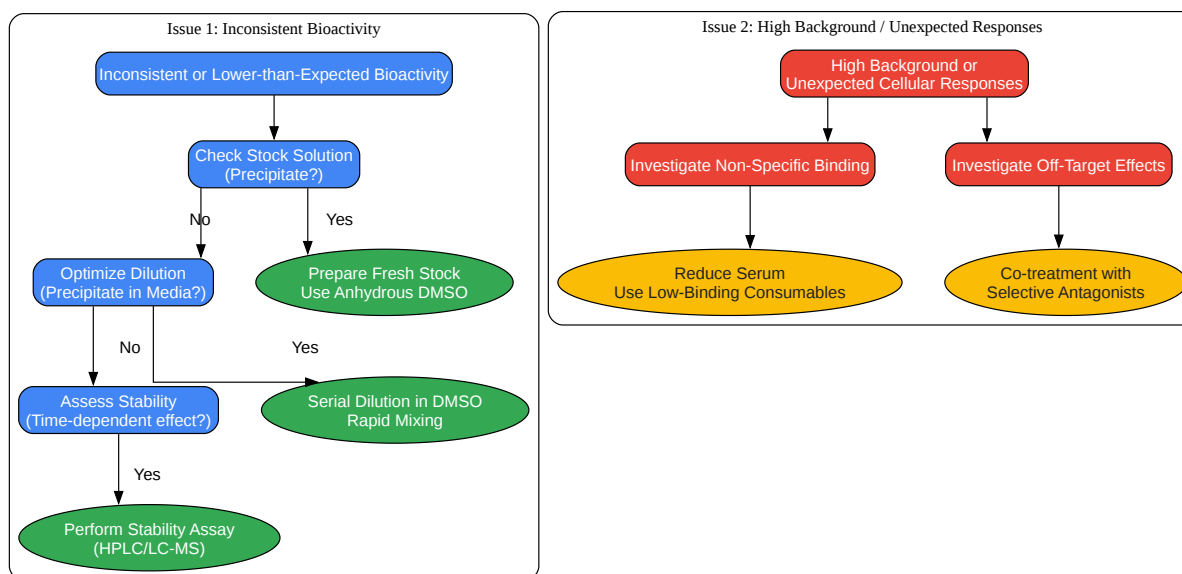 Issue 1: Inconsistent Bioactivity
Inconsistent or Lower-than-Expected Bioactivity
Check Stock Solution
(Precipitate?)
No
Yes
Optimize Dilution
(Precipitate in Media?)
Prepare Fresh Stock
Use Anhydrous DMSO
No
Yes
Assess Stability
(Time-dependent effect?)
Serial Dilution in DMSO
Rapid Mixing
Yes
Perform Stability Assay
(HPLC/LC-MS)
Issue 2: High Background / Unexpected Responses
High Background or
Unexpected Cellular Responses
Investigate Non-Specific Binding
Investigate Off-Target Effects
Reduce Serum
Use Low-Binding Consumables
Co-treatment with
Selective Antagonists